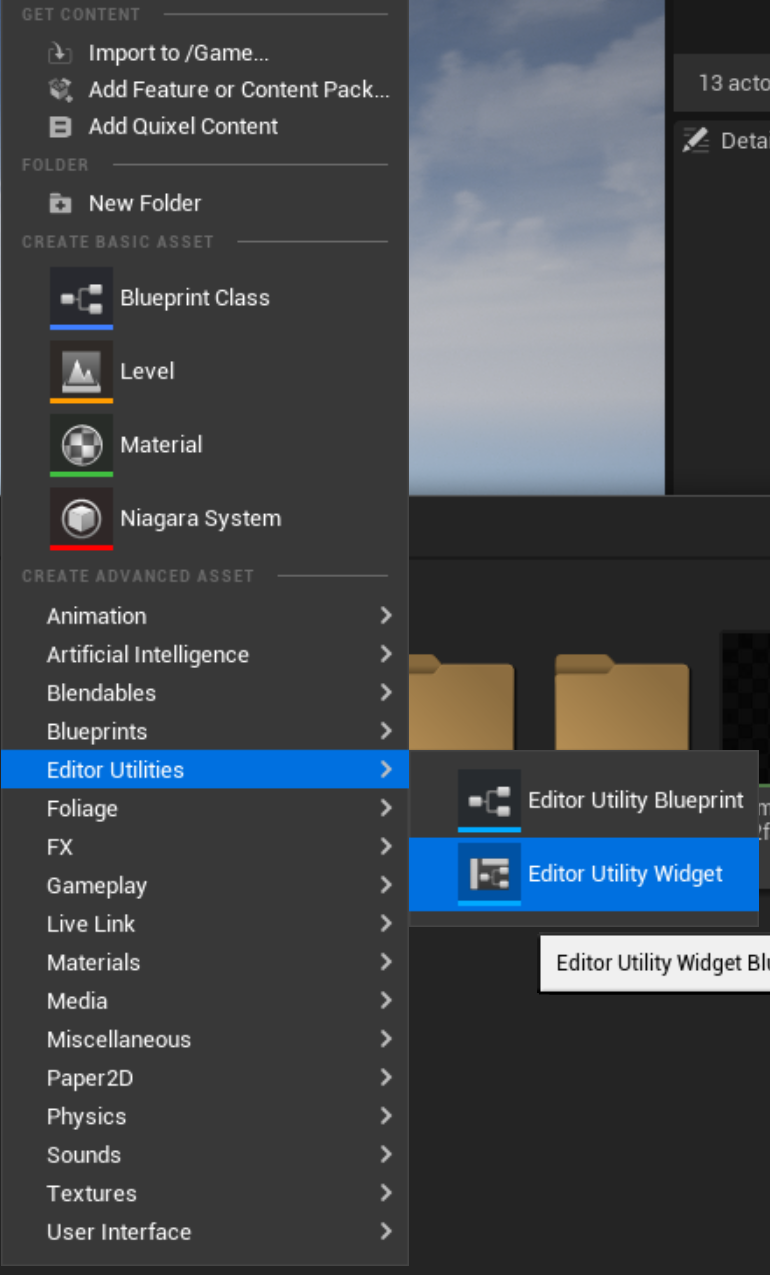 GET CONTENT
Import to /Game...
Add Feature or Content Pack...
Add Quixel Content
FOLDER
New Folder
CREATE BASIC ASSET
Blueprint Class
Level
Material
Niagara System
CREATE ADVANCED ASSET
Animation
Artificial Intelligence
Blendables
Blueprints
Editor Utilities
Foliage
FX
Gameplay
Live Link
Materials
Media
Miscellaneous
Paper2D
Physics
Sounds
Textures
User Interface
Editor Utility Blueprint
Editor Utility Widget
Editor Utility Widget
13